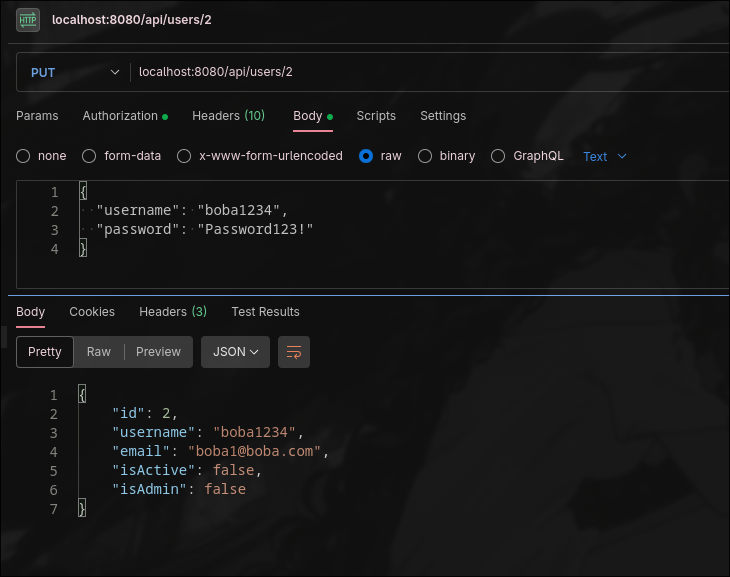 HTTP localhost:8080/api/users/2
PUT localhost:8080/api/users/2
Params Authorization Headers (10) Body Scripts Settings
none form-data x-www-form-urlencoded raw binary GraphQL Text
1 {
2 "username": "boba1234",
3 "password": "Password123!"
4 }
Body Cookies Headers (3) Test Results
Pretty Raw Preview JSON
1 {
2 "id": 2,
3 "username": "boba1234",
4 "email": "boba1@boba.com",
5 "isActive": false,
6 "isAdmin": false
7 }